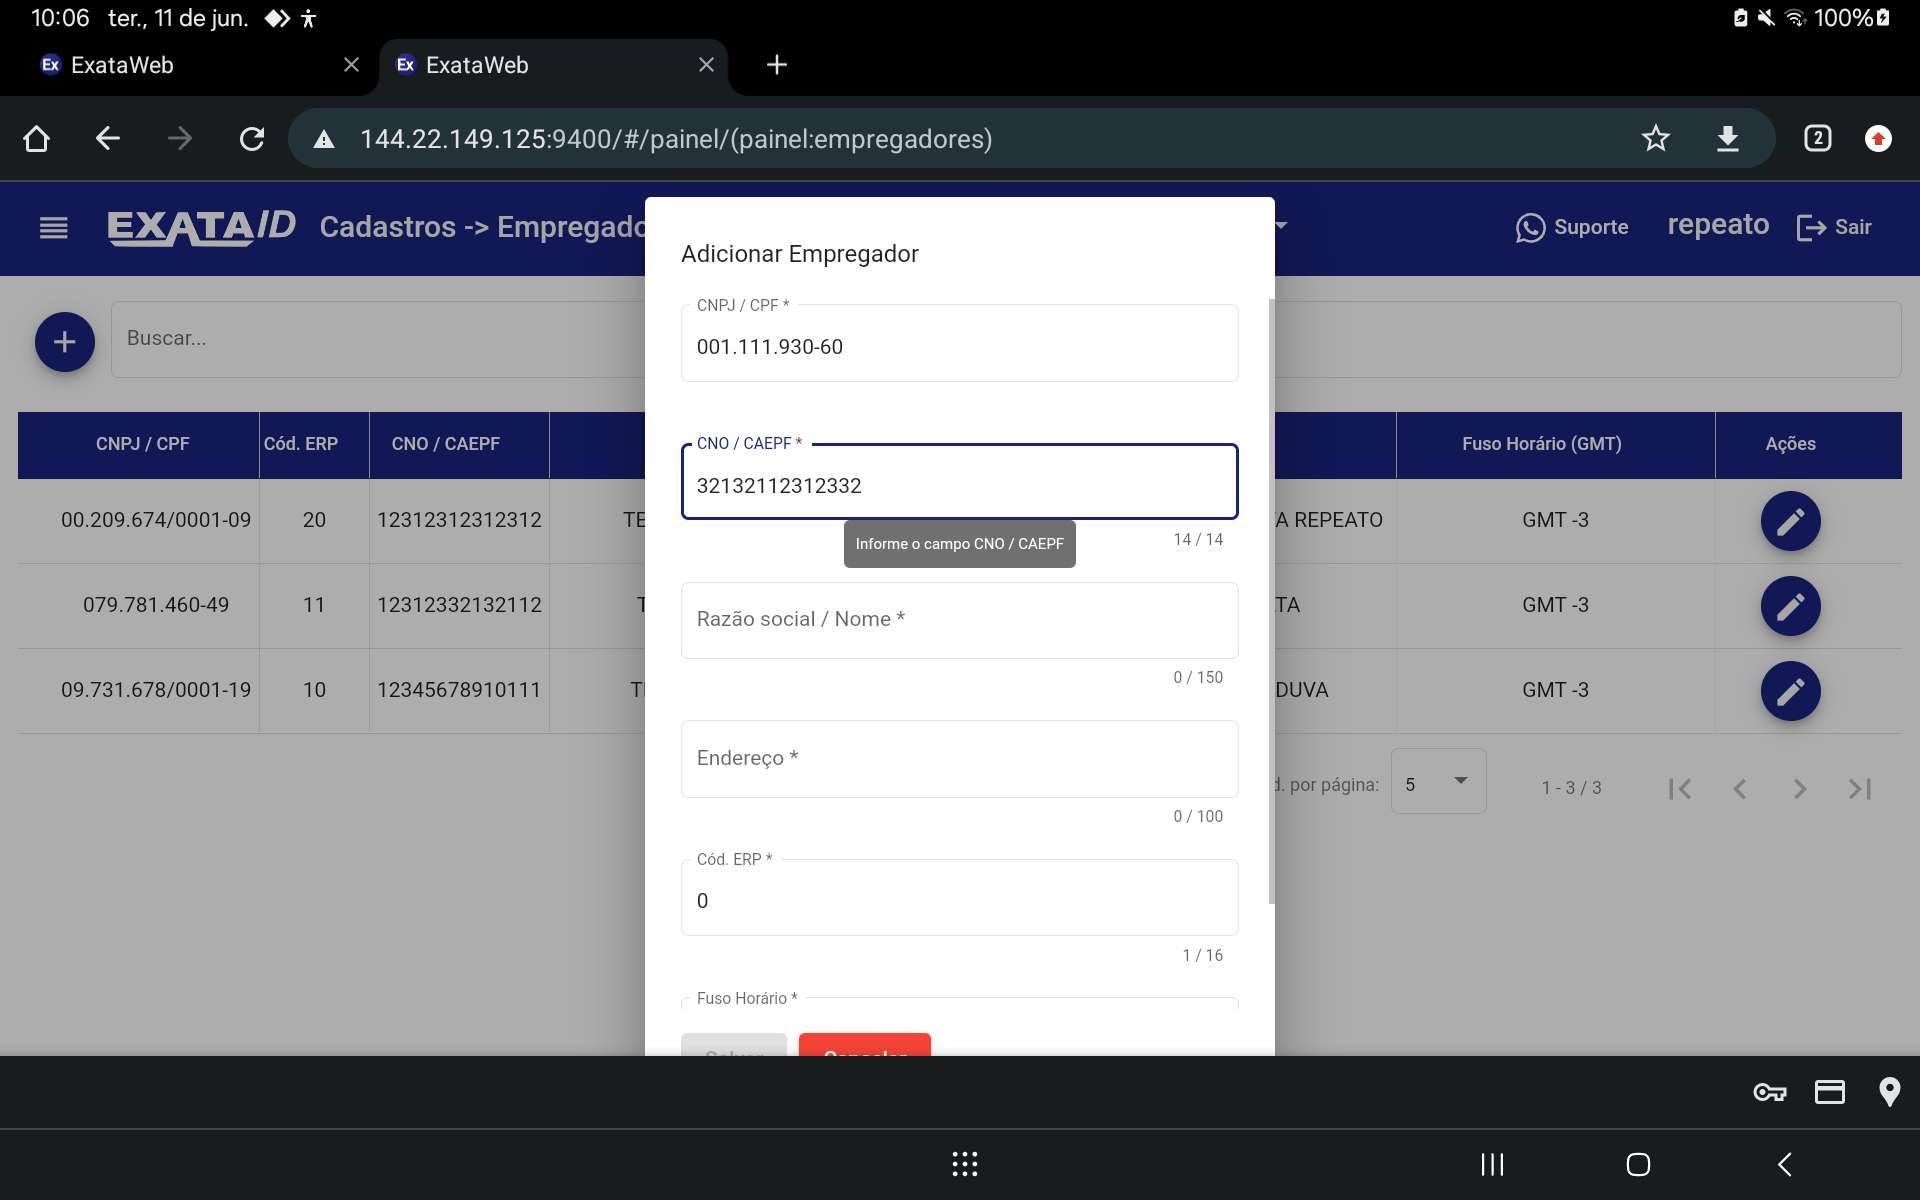 10:06 ter., 11 de jun. 100%
Ex ExataWeb Ex ExataWeb
144.22.149.125:9400/#/painel/(painel:empregadores) 2
EXATAID Cadastros -> Empregado Suporte repeato Sair
Adicionar Empregador
CNPJ / CPF *
001.111.930-60
Buscar...
CNPJ / CPF Cód. ERP CNO / CAEPF Fuso Horário (GMT) Ações
CNO / CAEPF *
32132112312332
14 / 14
Informe o campo CNO / CAEPF
00.209.674/0001-09 20 12312312312312 TE A REPEATO GMT -3
079.781.460-49 11 12312332132112 T TA GMT -3
09.731.678/0001-19 10 12345678910111 DUVA GMT -3
Razão social / Nome *
0 / 150
Endereço *
0 / 100
d. por página: 5 1 - 3 / 3
Cód. ERP *
0
1 / 16
Fuso Horário *
Salvar Cancelar